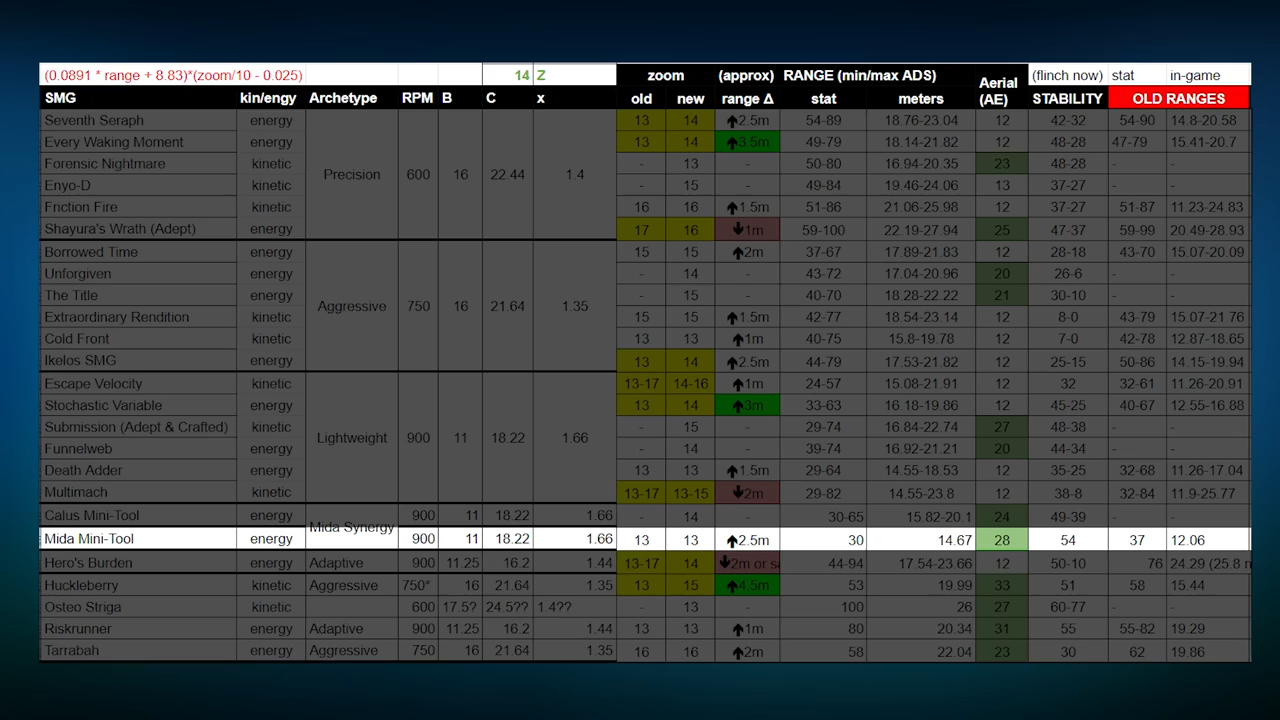 (0.0891 * range + 8.83)*(zoom/10 - 0.025) 14 Z zoom (approx) RANGE (min/max ADS) Aerial (AE) (flinch now) stat in-game
SMG kin/engy Archetype RPM B C x old new range Δ stat meters STABILITY OLD RANGES
Seventh Seraph energy 13 14 🡅2.5m 54-89 18.76-23.04 12 42-32 54-90 14.8-20.58
Every Waking Moment energy 13 14 🡅3.5m 49-79 18.14-21.82 12 48-28 47-79 15.41-20.7
Forensic Nightmare kinetic - 13 - 50-80 16.94-20.35 23 48-28 - -
Enyo-D kinetic Precision 600 16 22.44 1.4 - 15 - 49-84 19.46-24.06 13 37-27 - -
Friction Fire kinetic 16 16 🡅1.5m 51-86 21.06-25.98 12 37-27 51-87 11.23-24.83
Shayura's Wrath (Adept) energy 17 16 🡇1m 59-100 22.19-27.94 25 47-37 59-99 20.49-28.93
Borrowed Time energy 15 15 🡅2m 37-67 17.89-21.83 12 28-18 43-70 15.07-20.09
Unforgiven energy - 14 - 43-72 17.04-20.96 20 26-6 - -
The Title energy - 15 - 40-70 18.28-22.22 21 30-10 - -
Extraordinary Rendition kinetic Aggressive 750 16 21.64 1.35 15 15 🡅1.5m 42-77 18.54-23.14 12 8-0 43-79 15.07-21.76
Cold Front kinetic 13 13 🡅1m 40-75 15.8-19.78 12 7-0 42-78 12.87-18.65
Ikelos SMG energy 13 14 🡅2.5m 44-79 17.53-21.82 12 25-15 50-86 14.15-19.94
Escape Velocity kinetic 13-17 14-16 🡅1m 24-57 15.08-21.91 12 32 32-61 11.26-20.91
Stochastic Variable energy 13 14 🡅3m 33-63 16.18-19.86 12 45-25 40-67 12.55-16.88
Submission (Adept & Crafted) kinetic Lightweight 900 11 18.22 1.66 - 15 - 29-74 16.84-22.74 27 48-38 - -
Funnelweb energy - 14 - 39-74 16.92-21.21 20 44-34 - -
Death Adder energy 13 13 🡅1.5m 29-64 14.55-18.53 12 35-25 32-68 11.26-17.04
Multimach kinetic 13-17 13-15 🡇2m 29-82 14.55-23.8 12 38-8 32-84 11.9-25.77
Calus Mini-Tool energy Mida Synergy 900 11 18.22 1.66 - 14 - 30-65 15.82-20.1 24 49-39 - -
Mida Mini-Tool energy 900 11 18.22 1.66 13 13 🡅2.5m 30 14.67 28 54 37 12.06
Hero's Burden energy Adaptive 900 11.25 16.2 1.44 13-17 14 🡇2m or sa 44-94 17.54-23.66 12 50-10 76 24.29 (25.8 m
Huckleberry kinetic Aggressive 750* 16 21.64 1.35 13 15 🡅4.5m 53 19.99 33 51 58 15.44
Osteo Striga kinetic 600 17.5? 24.5?? 1.4?? - 13 - 100 26 27 60-77 - -
Riskrunner energy Adaptive 900 11.25 16.2 1.44 13 13 🡅1m 80 20.34 31 55 55-82 19.29
Tarrabah energy Aggressive 750 16 21.64 1.35 16 16 🡅2m 58 22.04 23 30 62 19.86